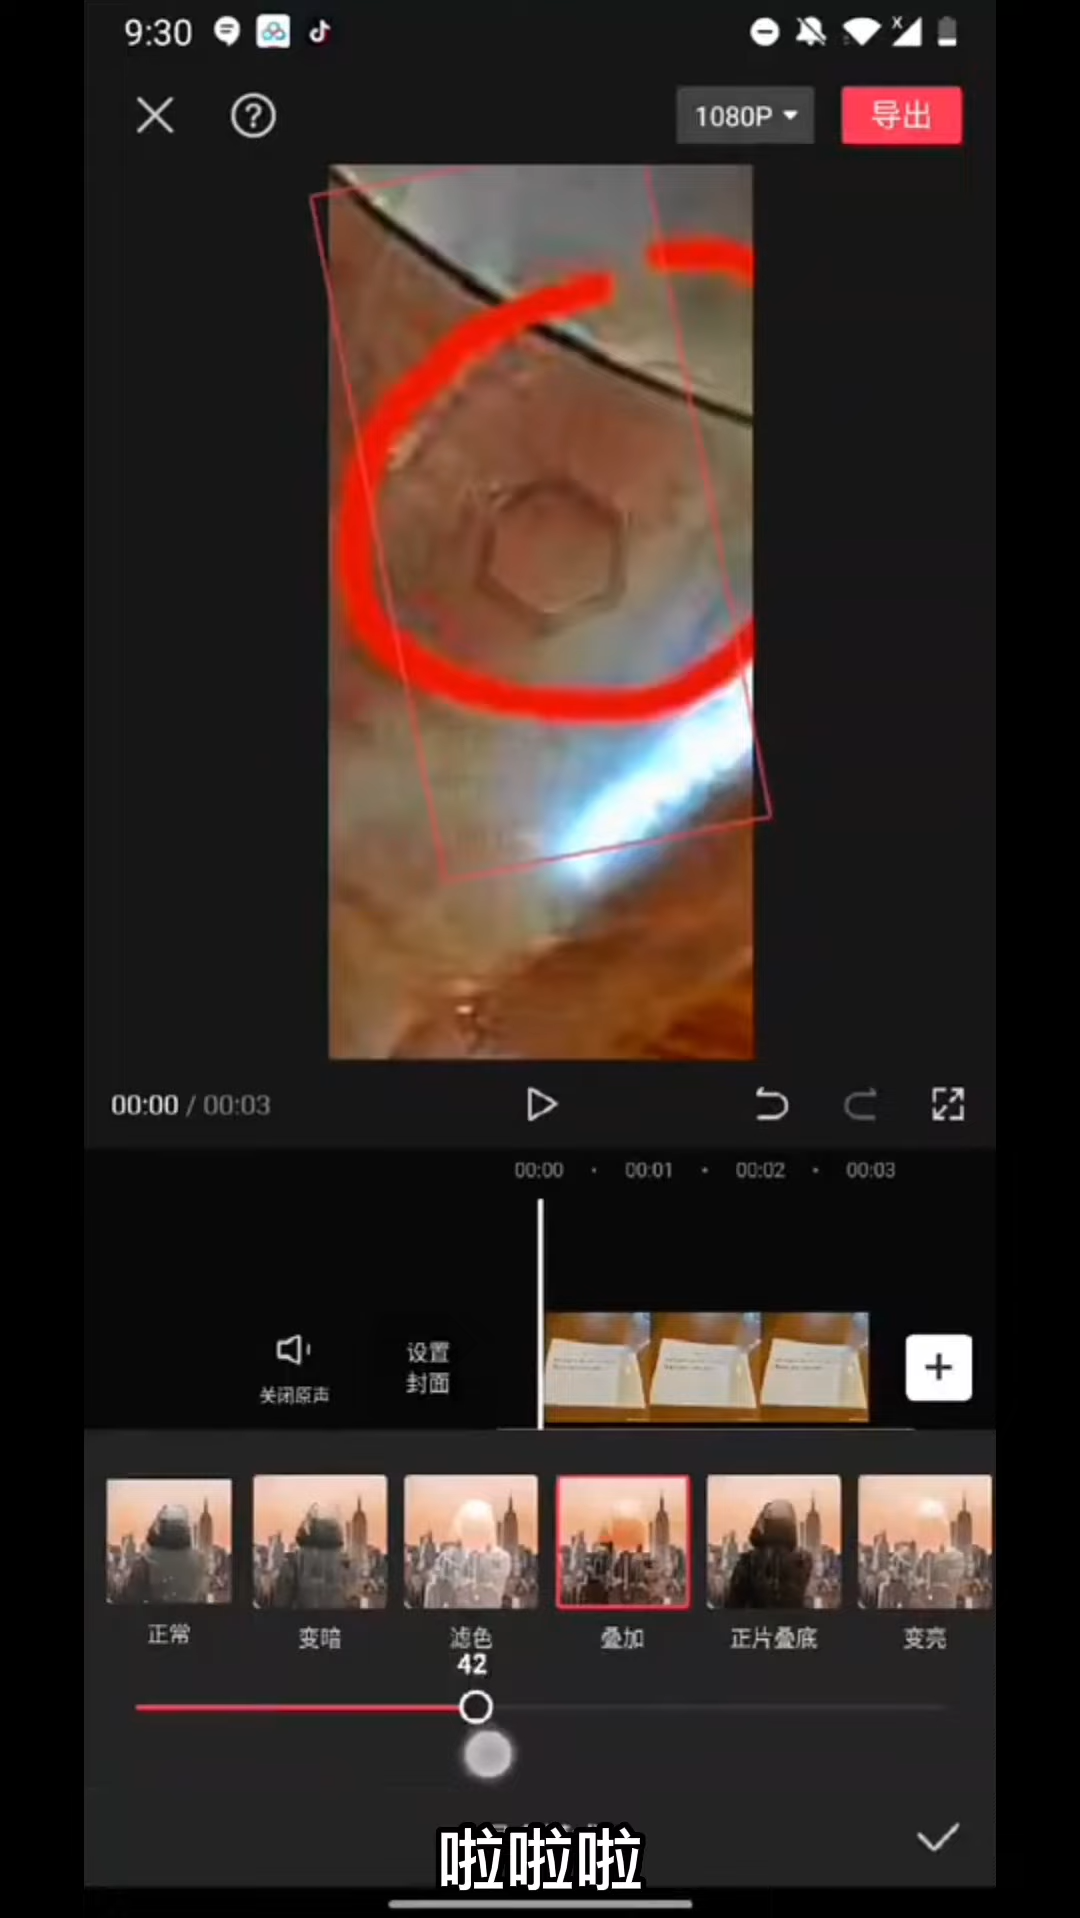 9:30
1080P
导出
00:00 / 00:03
00:00 · 00:01 · 00:02 · 00:03
关闭原声
设置
封面
正常 变暗 滤色 叠加 正片叠底 变亮
42
啦啦啦